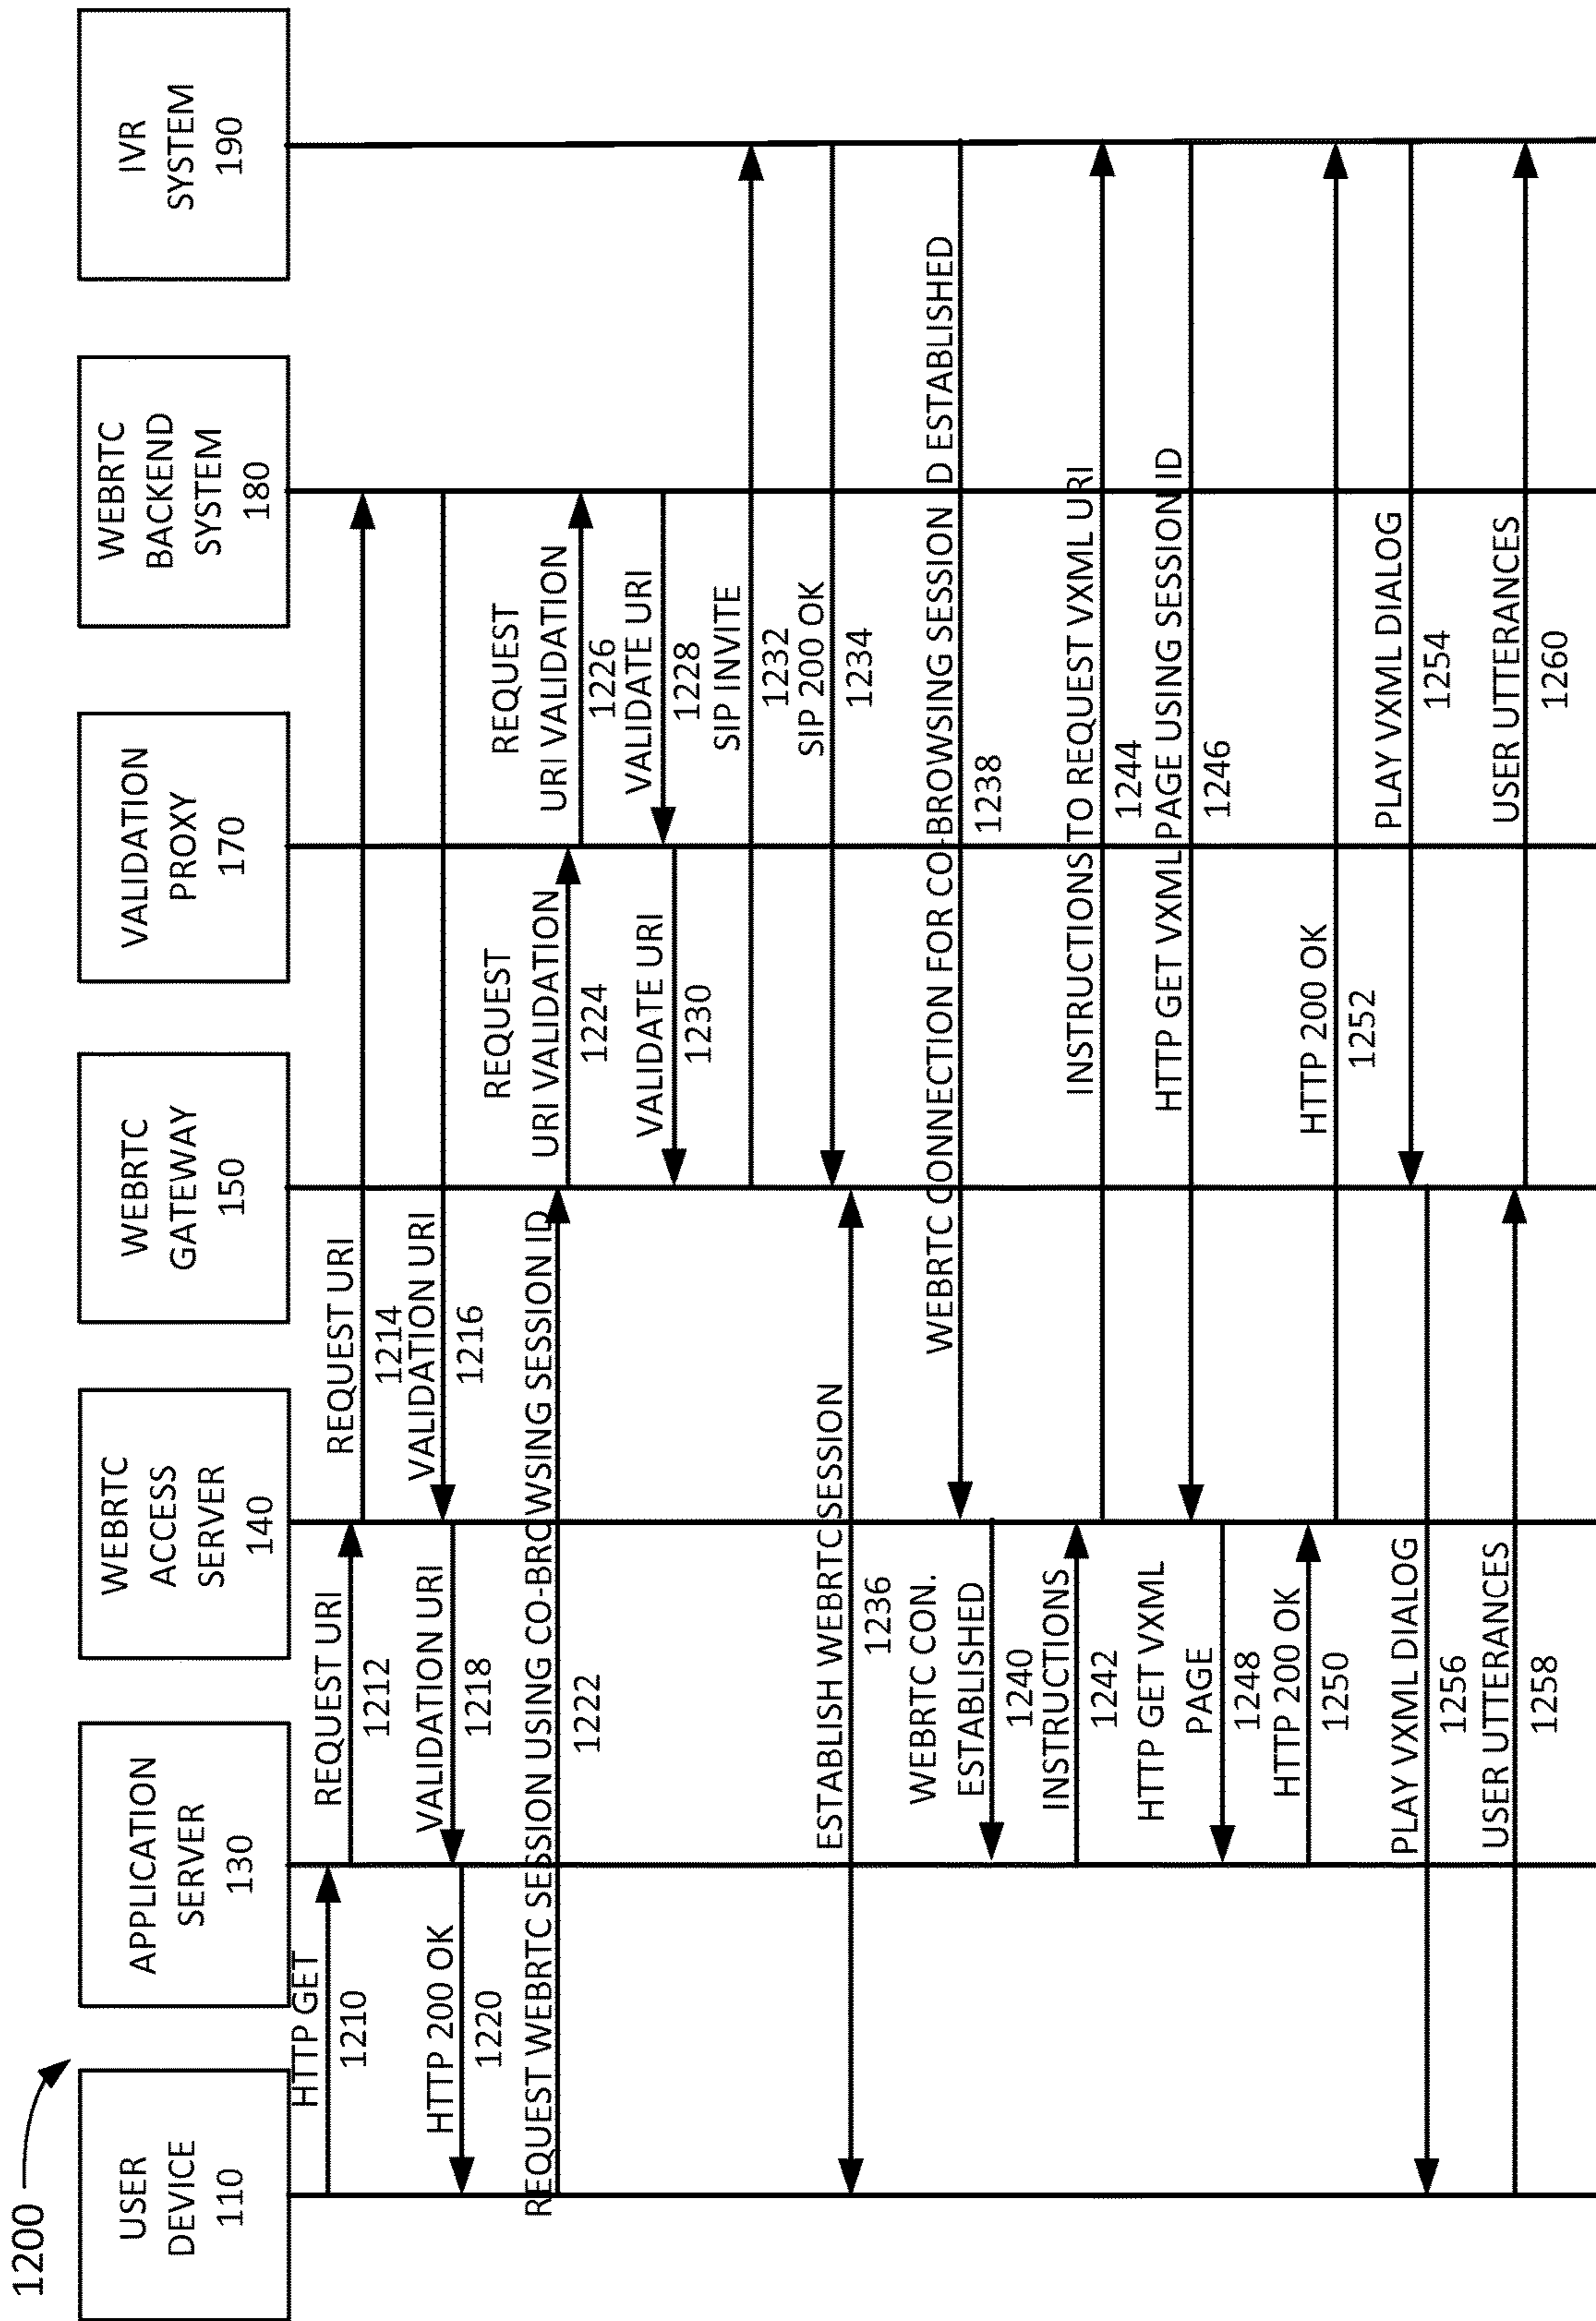 1200
USER
DEVICE
110
APPLICATION
SERVER
130
WEBRTC
ACCESS
SERVER
140
WEBRTC
GATEWAY
150
VALIDATION
PROXY
170
WEBRTC
BACKEND
SYSTEM
180
IVR
SYSTEM
190
HTTP GET
1210
REQUEST URI
1212
REQUEST URI
1214
VALIDATION URI
1216
VALIDATION URI
1218
HTTP 200 OK
1220
REQUEST WEBRTC SESSION USING CO-BROWSING SESSION ID
1222
REQUEST
URI VALIDATION
1224
REQUEST
URI VALIDATION
1226
VALIDATE URI
1228
VALIDATE URI
1230
SIP INVITE
1232
SIP 200 OK
1234
ESTABLISH WEBRTC SESSION
1236
WEBRTC CONNECTION FOR CO-BROWSING SESSION ID ESTABLISHED
1238
WEBRTC CON.
ESTABLISHED
1240
INSTRUCTIONS
1242
INSTRUCTIONS TO REQUEST VXML URI
1244
HTTP GET VXML PAGE USING SESSION ID
1246
HTTP GET VXML
PAGE
1248
HTTP 200 OK
1250
HTTP 200 OK
1252
PLAY VXML DIALOG
1254
PLAY VXML DIALOG
1256
USER UTTERANCES
1258
USER UTTERANCES
1260